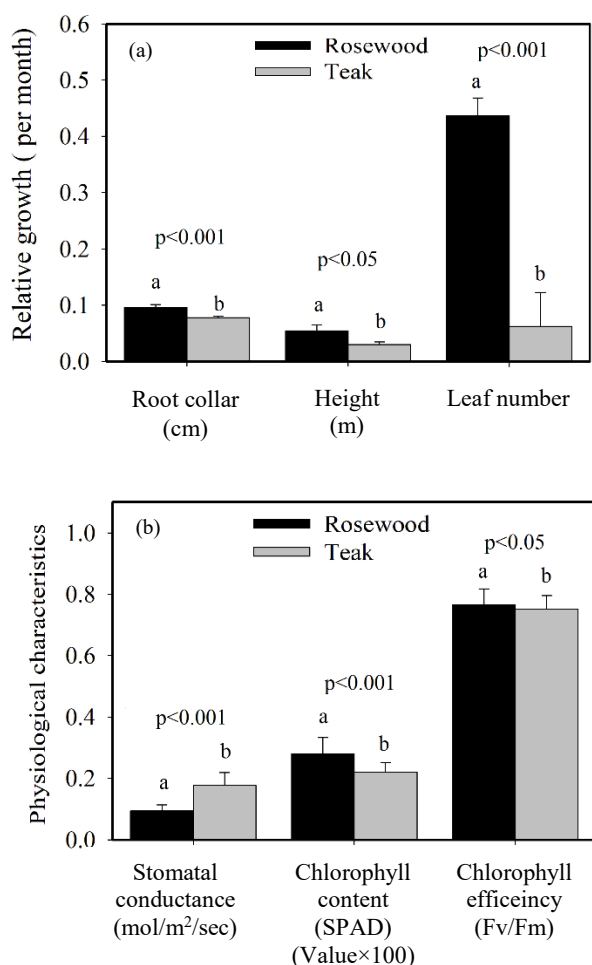 0.6
(a)
Rosewood
Teak
p<0.001
0.5
a
0.4
0.3
p<0.001
0.2
p<0.05
a
b
a
b
b
0.1
0.0
Relative growth ( per month)
Root collar
(cm)
Height
(m)
Leaf number
(b)
Rosewood
Teak
1.0
p<0.05
a
b
0.8
0.6
p<0.001
0.4
p<0.001
a
b
b
a
0.2
0.0
Physiological characteristics
Stomatal
conductance
(mol/m²/sec)
Chlorophyll
content
(SPAD)
(Value×100)
Chlorophyll
efficeincy
(Fv/Fm)